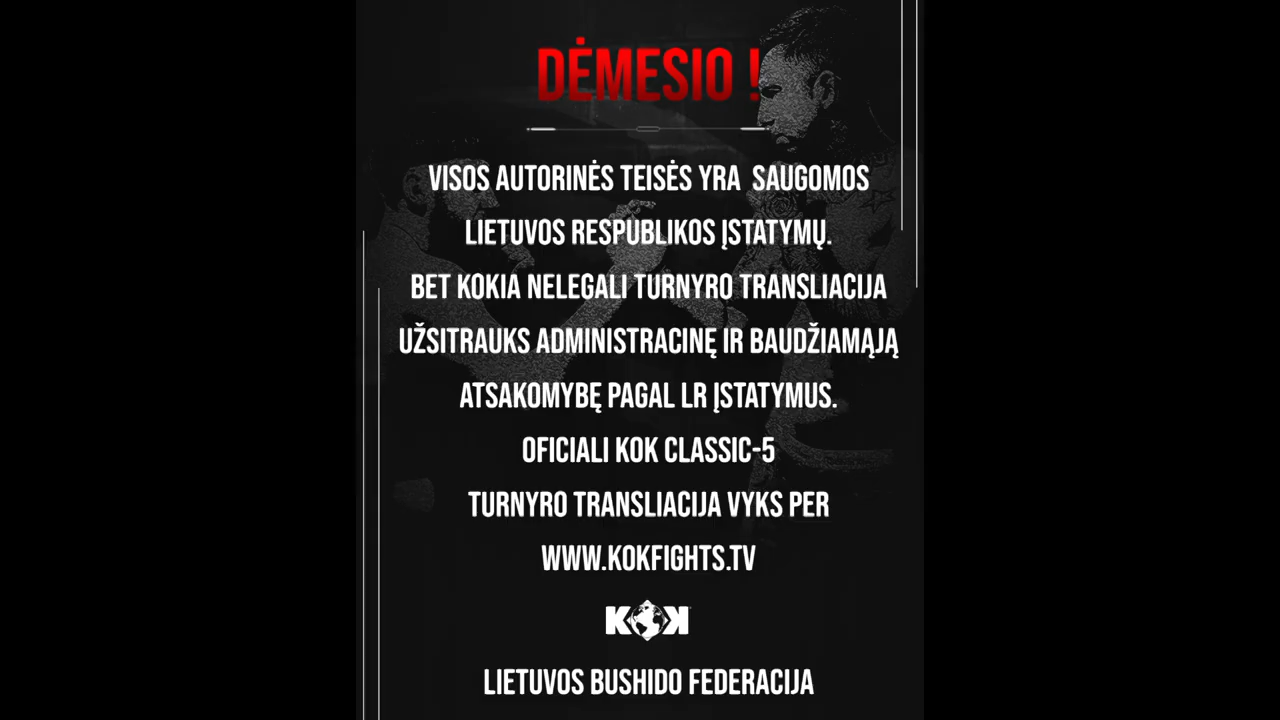 DĖMESIO !
VISOS AUTORINĖS TEISĖS YRA SAUGOMOS
LIETUVOS RESPUBLIKOS ĮSTATYMŲ.
BET KOKIA NELEGALI TURNYRO TRANSLIACIJA
UŽSITRAUKS ADMINISTRACINĘ IR BAUDŽIAMĄJĄ
ATSAKOMYBĘ PAGAL LR ĮSTATYMUS.
OFICIALI KOK CLASSIC-5
TURNYRO TRANSLIACIJA VYKS PER
WWW.KOKFIGHTS.TV
KOK
LIETUVOS BUSHIDO FEDERACIJA